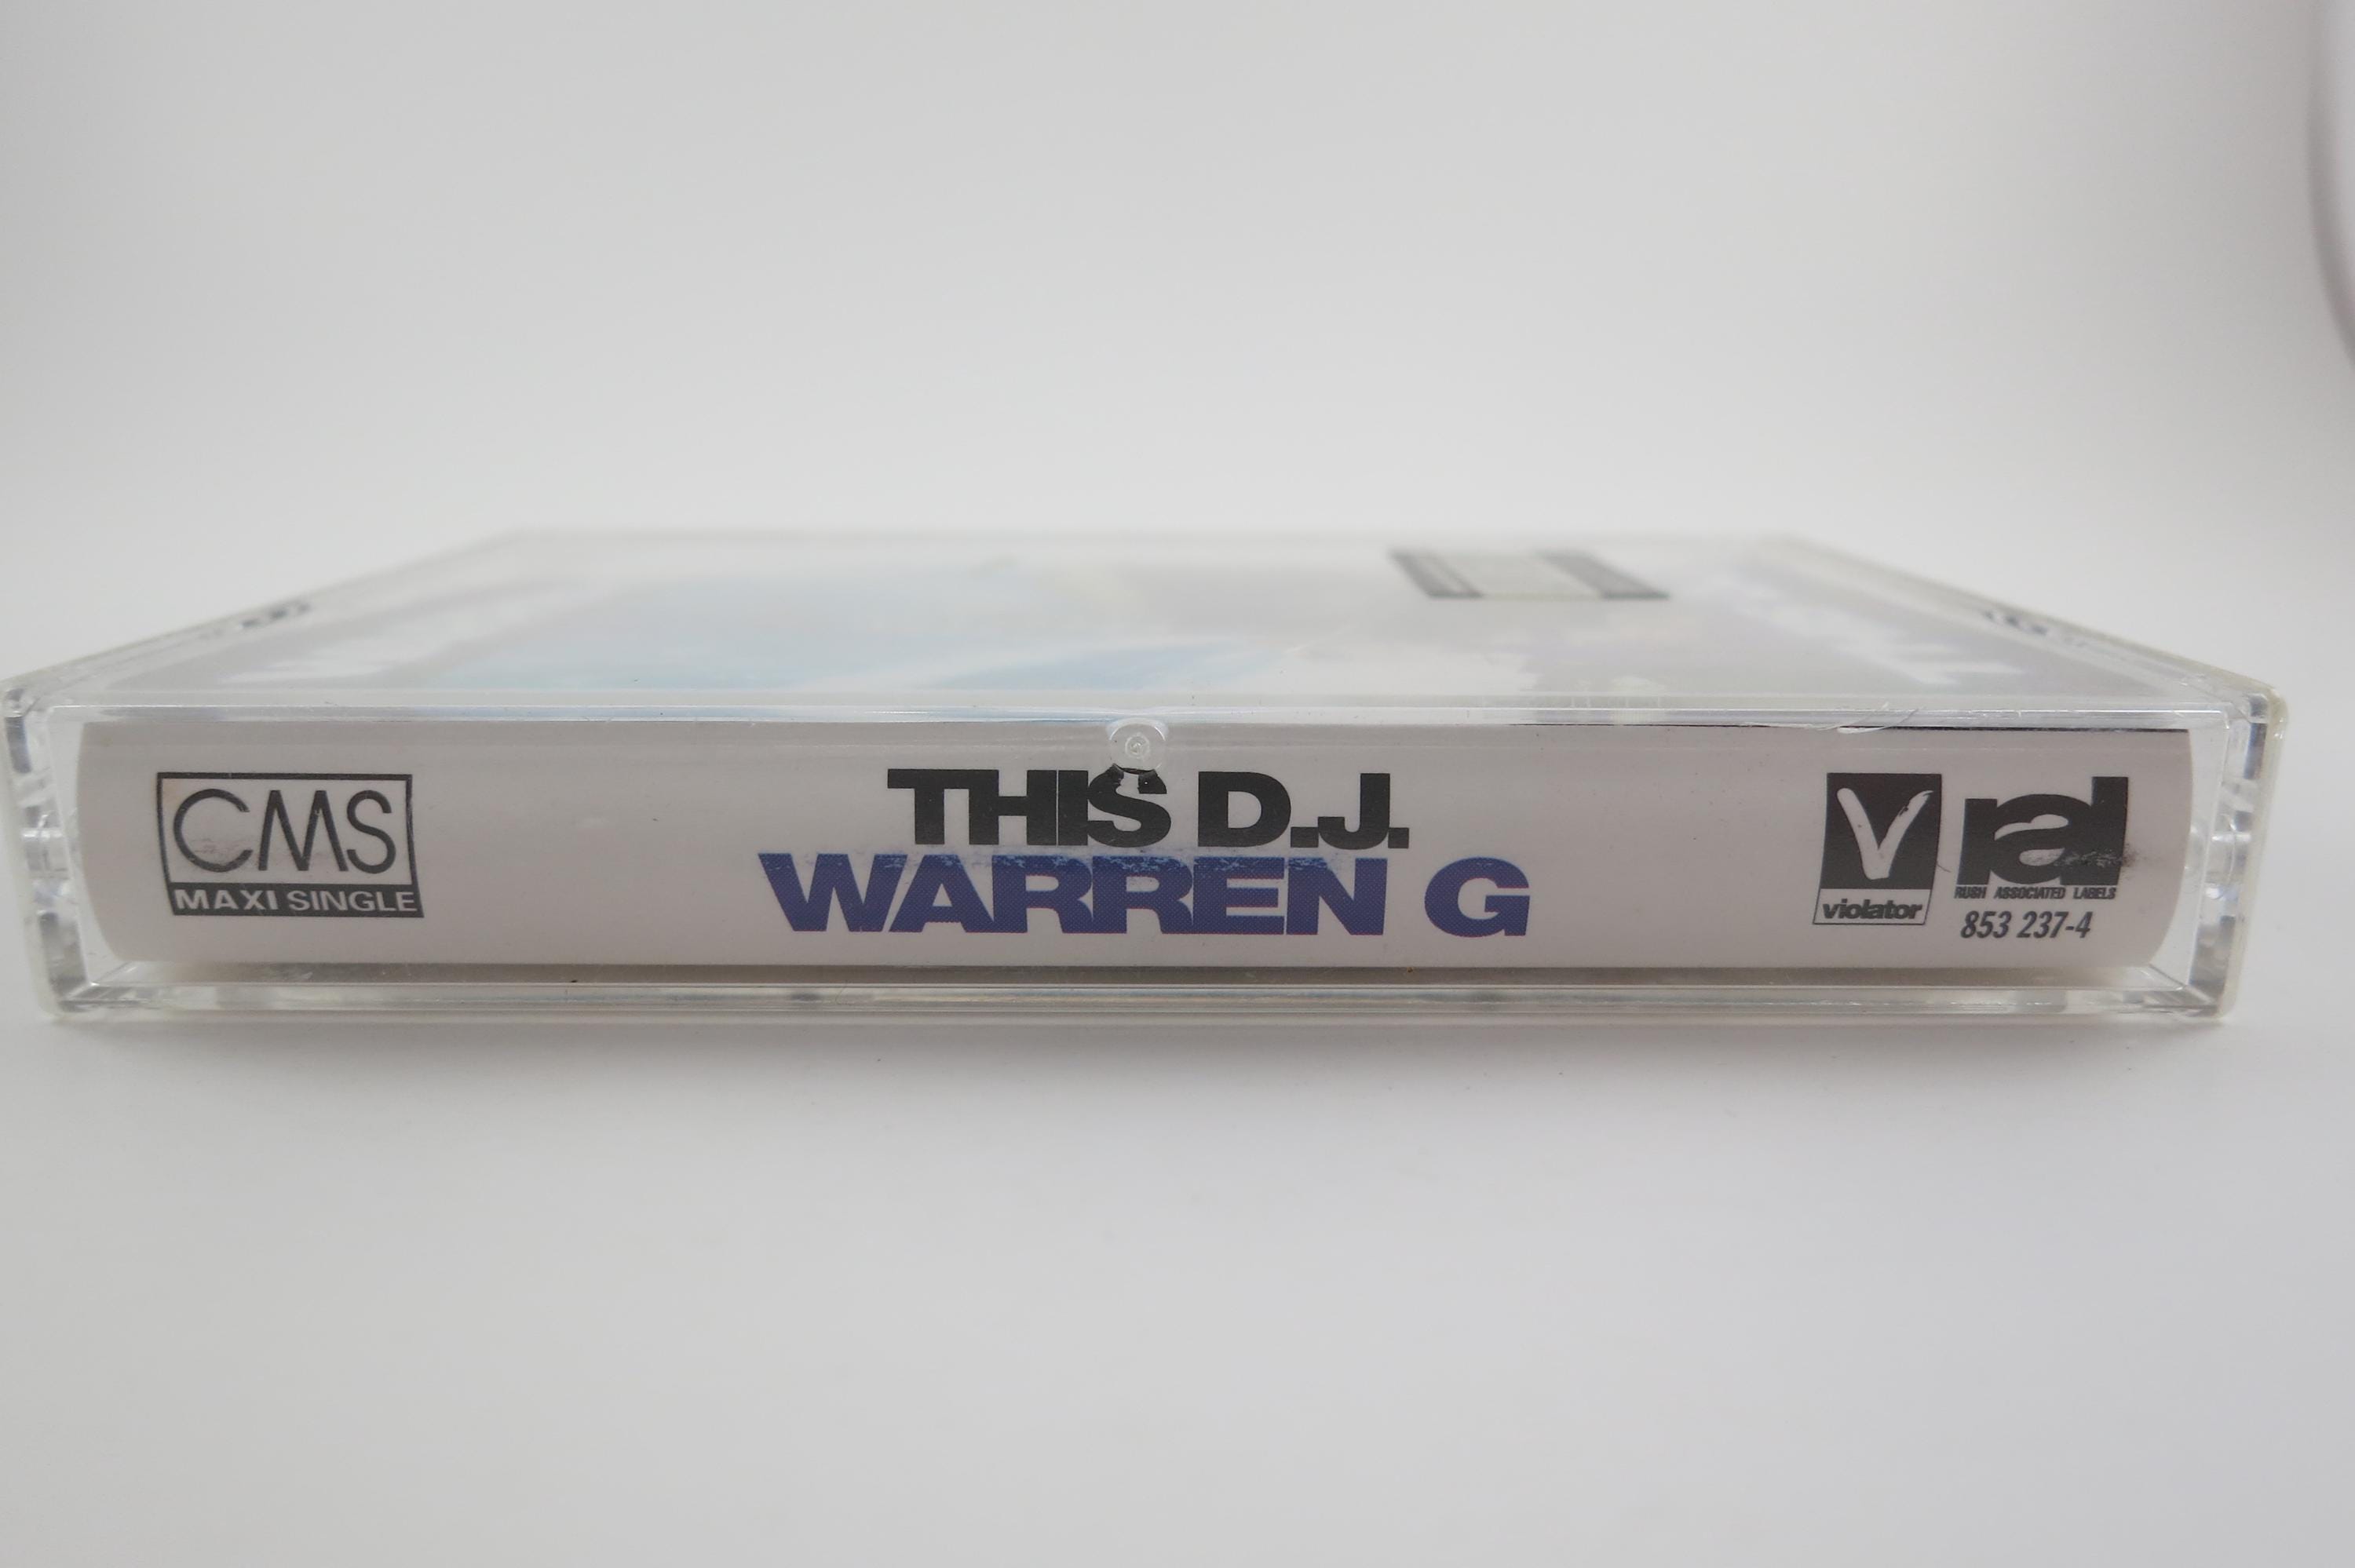 CMS
MAXI SINGLE
THIS D.J.
WARREN G
V
violator
ral
RUSH ASSOCIATED LABELS
853 237-4